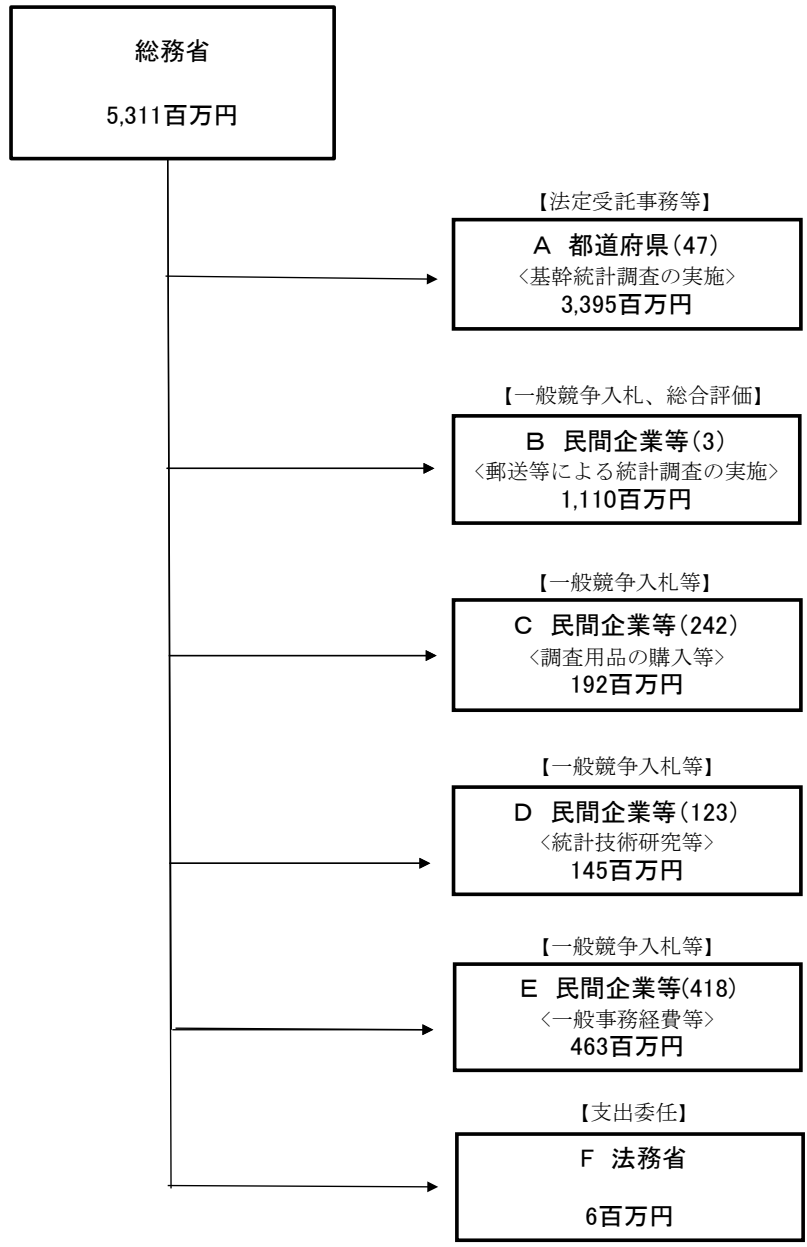 総務省
5,311百万円
【法定受託事務等】
A 都道府県(47)
<基幹統計調査の実施>
3,395百万円
【一般競争入札、総合評価】
B 民間企業等(3)
<郵送等による統計調査の実施>
1,110百万円
【一般競争入札等】
C 民間企業等(242)
<調査用品の購入等>
192百万円
【一般競争入札等】
D 民間企業等(123)
<統計技術研究等>
145百万円
【一般競争入札等】
E 民間企業等(418)
<一般事務経費等>
463百万円
【支出委任】
F 法務省
6百万円